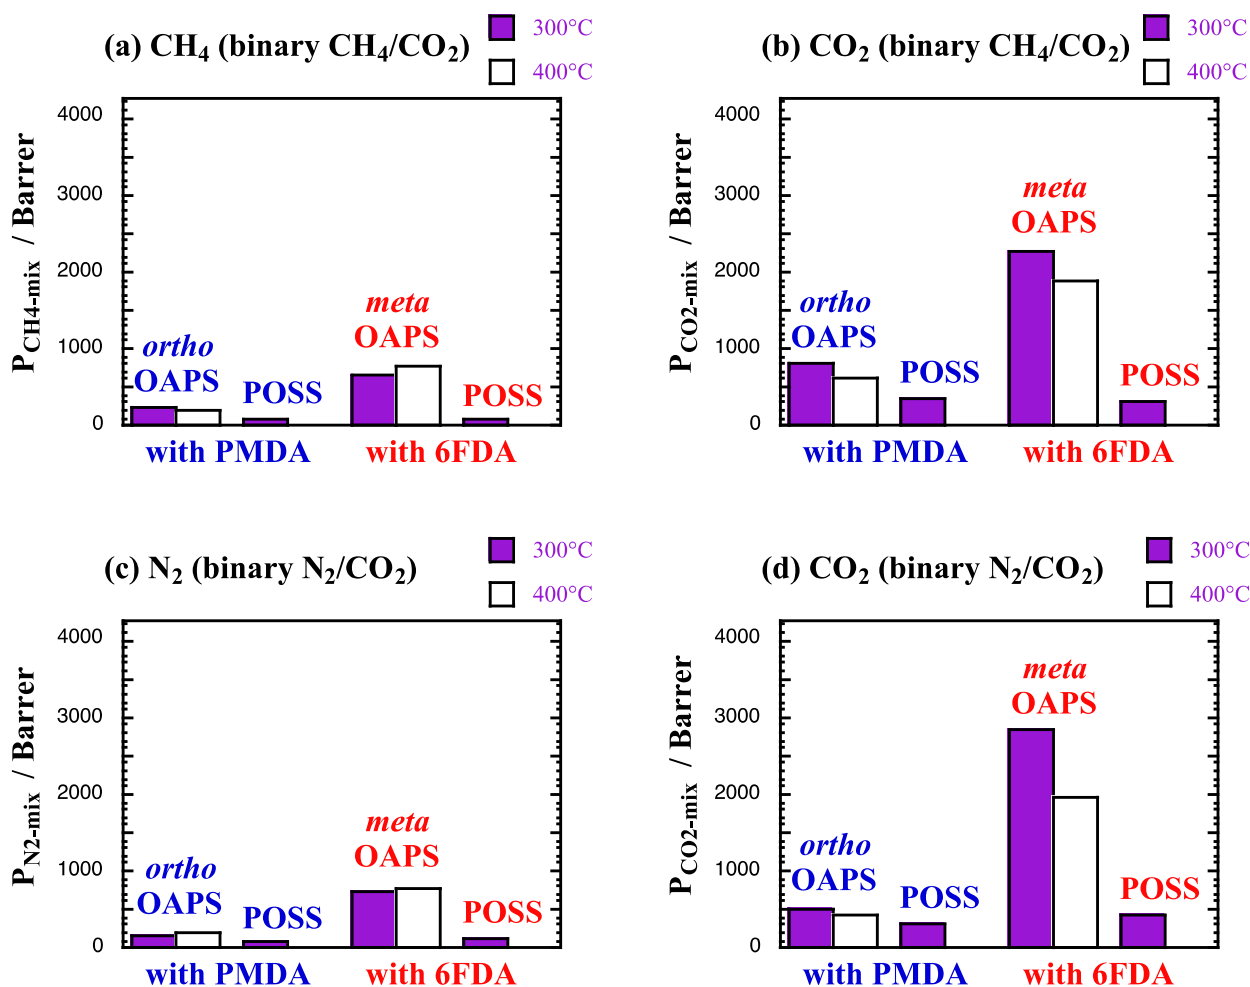 (a) CH4 (binary CH4/CO2)
300°C
400°C
PCH4-mix / Barrer
4000
3000
2000
1000
0
ortho
OAPS
POSS
meta
OAPS
POSS
with PMDA
with 6FDA
(b) CO2 (binary CH4/CO2)
300°C
400°C
PCO2-mix / Barrer
4000
3000
2000
1000
0
ortho
OAPS
POSS
meta
OAPS
POSS
with PMDA
with 6FDA
(c) N2 (binary N2/CO2)
300°C
400°C
PN2-mix / Barrer
4000
3000
2000
1000
0
ortho
OAPS
POSS
meta
OAPS
POSS
with PMDA
with 6FDA
(d) CO2 (binary N2/CO2)
300°C
400°C
PCO2-mix / Barrer
4000
3000
2000
1000
0
ortho
OAPS
POSS
meta
OAPS
POSS
with PMDA
with 6FDA